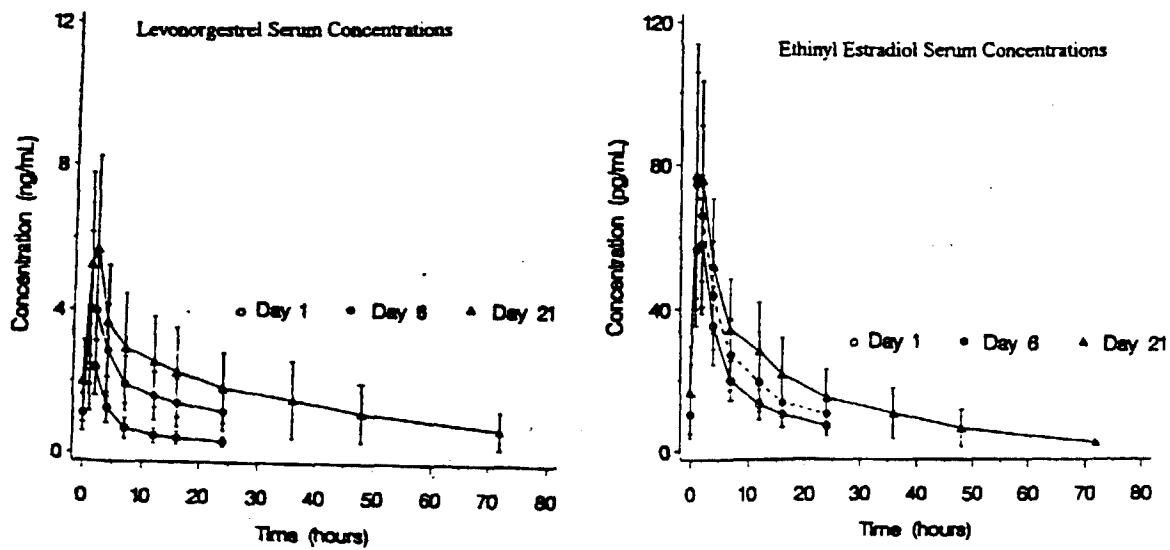 Levonorgestrel Serum Concentrations
12
8
4
0
Concentration (ng/mL)
○ Day 1 ● Day 6 ▲ Day 21
0 10 20 30 40 50 60 70 80
Time (hours)
Ethinyl Estradiol Serum Concentrations
120
80
40
0
Concentration (pg/mL)
○ Day 1 ● Day 6 ▲ Day 21
0 10 20 30 40 50 60 70 80
Time (hours)